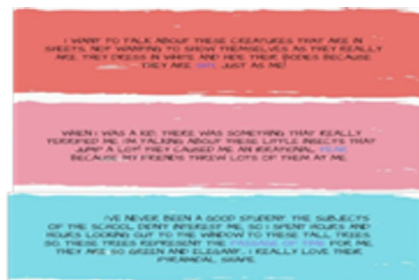 I WANT TO TALK ABOUT THESE CREATURES THAT ARE IN
SHEETS, NOT WANTING TO SHOW THEMSELVES AS THEY REALLY
ARE. THEY DRESS IN WHITE AND HIDE THEIR BODIES BECAUSE
THEY ARE SHY, JUST AS ME!
WHEN I WAS A KID, THERE WAS SOMETHING THAT REALLY
TERRIFIED ME. I'M TALKING ABOUT THESE LITTLE INSECTS THAT
JUMP A LOT! THEY CAUSED ME AN IRRATIONAL FEAR
BECAUSE MY FRIENDS THREW LOTS OF THEM AT ME.
I'VE NEVER BEEN A GOOD STUDENT. THE SUBJECTS
OF THE SCHOOL DIDN'T INTEREST ME, SO I SPENT HOURS AND
HOURS LOOKING OUT TO THE WINDOW TO THESE TALL TREES.
SO, THESE TREES REPRESENT THE PASSAGE OF TIME FOR ME.
THEY ARE SO GREEN AND ELEGANT. I REALLY LOVE THEIR
PYRAMIDAL SHAPE.